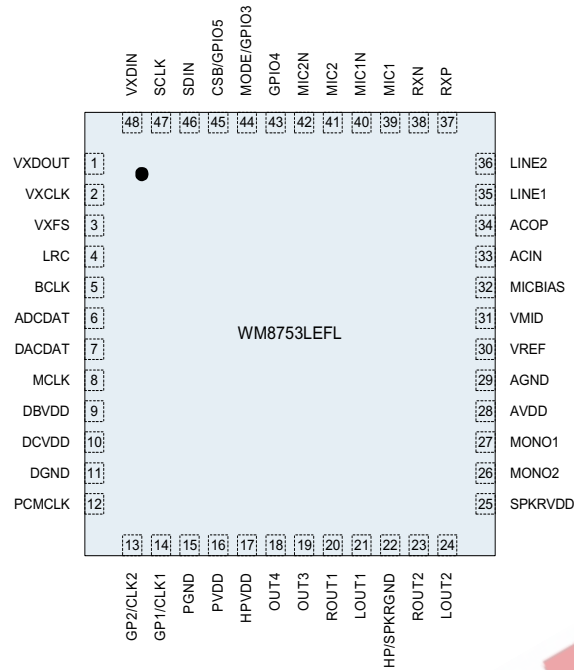 VXDIN
SCLK
SDIN
CSB/GPIO5
MODE/GPIO3
GPIO4
MIC2N
MIC2
MIC1N
MIC1
RXN
RXP
48 47 46 45 44 43 42 41 40 39 38 37
VXDOUT 1
VXCLK 2
VXFS 3
LRC 4
BCLK 5
ADCDAT 6
DACDAT 7
MCLK 8
DBVDD 9
DCVDD 10
DGND 11
PCMCLK 12
WM8753LEFL
36 LINE2
35 LINE1
34 ACOP
33 ACIN
32 MICBIAS
31 VMID
30 VREF
29 AGND
28 AVDD
27 MONO1
26 MONO2
25 SPKRVDD
13 14 15 16 17 18 19 20 21 22 23 24
GP2/CLK2
GP1/CLK1
PGND
PVDD
HPVDD
OUT4
OUT3
ROUT1
LOUT1
HP/SPKRGND
ROUT2
LOUT2